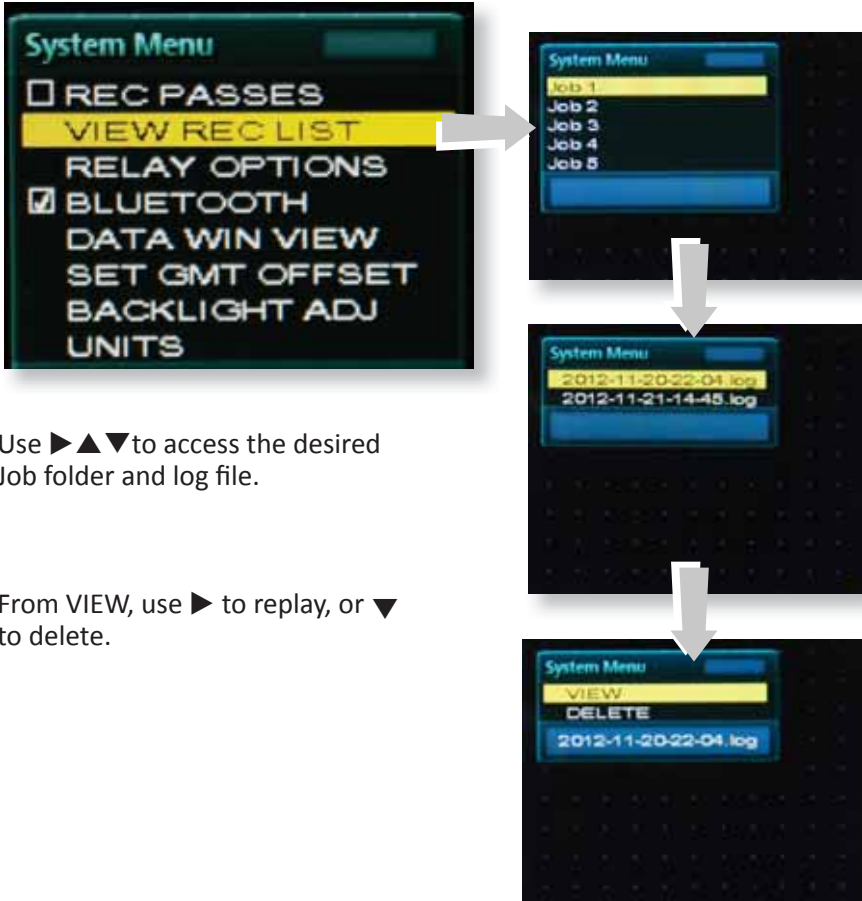 System Menu
☐ REC PASSES
VIEW REC LIST
RELAY OPTIONS
☑ BLUETOOTH
DATA WIN VIEW
SET GMT OFFSET
BACKLIGHT ADJ
UNITS
System Menu
Job 1
Job 2
Job 3
Job 4
Job 5
System Menu
2012-11-20-22-04.log
2012-11-21-14-45.log
Use ▶▲▼to access the desired
Job folder and log file.
From VIEW, use ▶ to replay, or ▼
to delete.
System Menu
VIEW
DELETE
2012-11-20-22-04.log